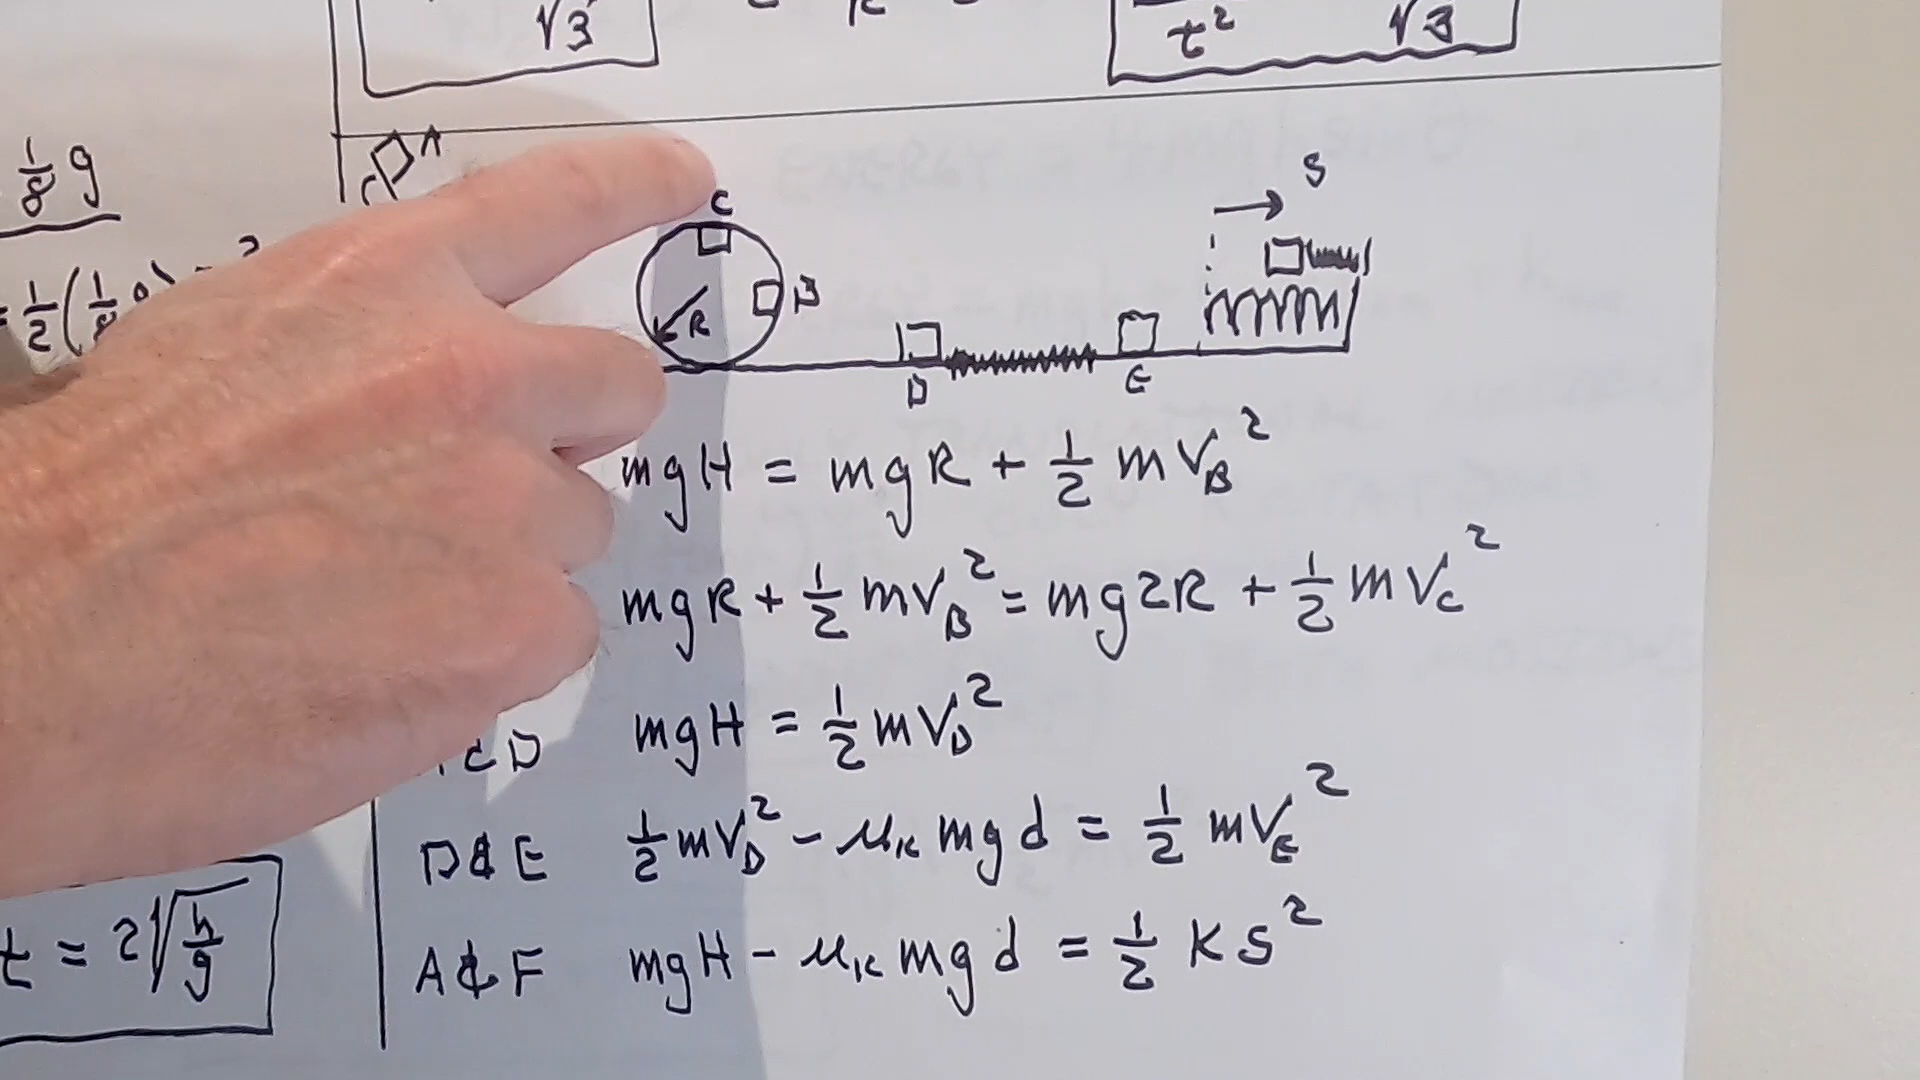 √3
t² √3
1/8 g
A
C
S
B
R
D E
= 1/2 (1/8 g)
mgH = mgR + 1/2 mV_B²
mgR + 1/2 mV_B² = mg2R + 1/2 mV_C²
&D mgH = 1/2 mV_D²
D&E 1/2 mV_D² - μ_K mgd = 1/2 mV_E²
A&F mgH - μ_K mgd = 1/2 KS²
t = 2√(h/g)